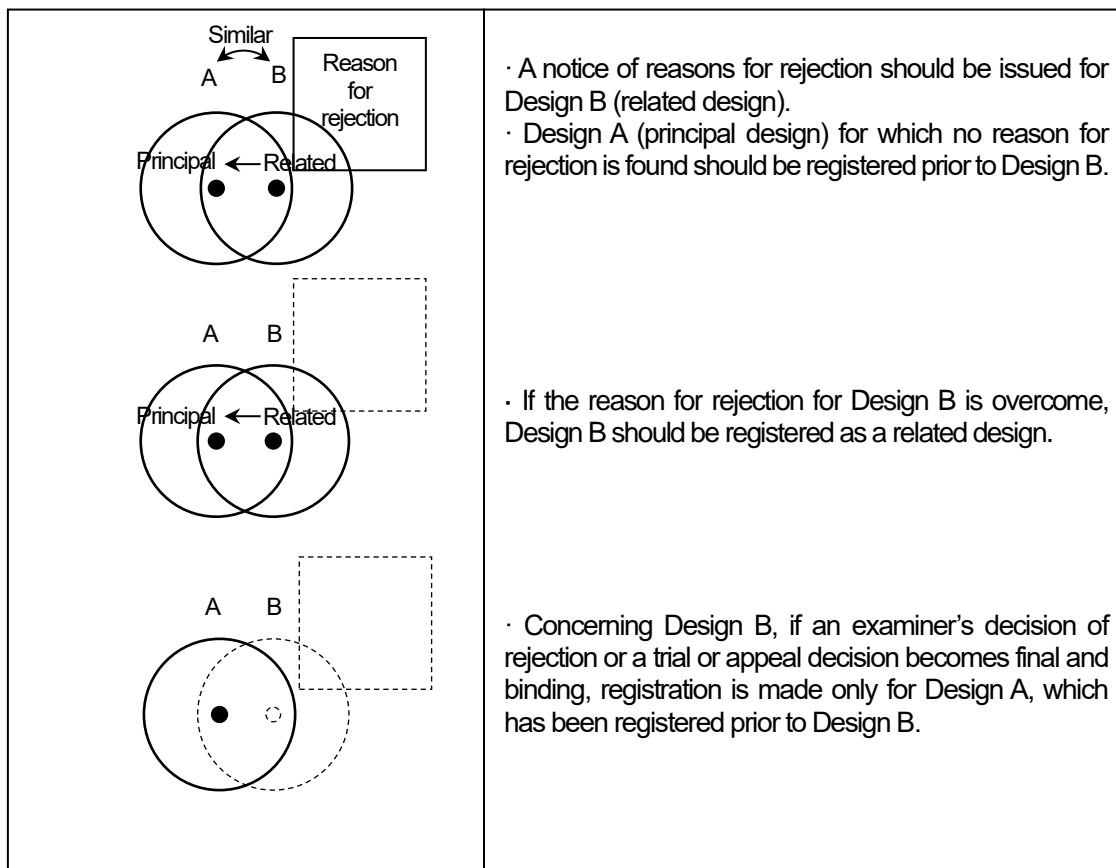 Similar
A B
Reason
for
rejection
Principal Related
· A notice of reasons for rejection should be issued for
Design B (related design).
· Design A (principal design) for which no reason for
rejection is found should be registered prior to Design B.
A B
Principal Related
· If the reason for rejection for Design B is overcome,
Design B should be registered as a related design.
A B
· Concerning Design B, if an examiner’s decision of
rejection or a trial or appeal decision becomes final and
binding, registration is made only for Design A, which
has been registered prior to Design B.